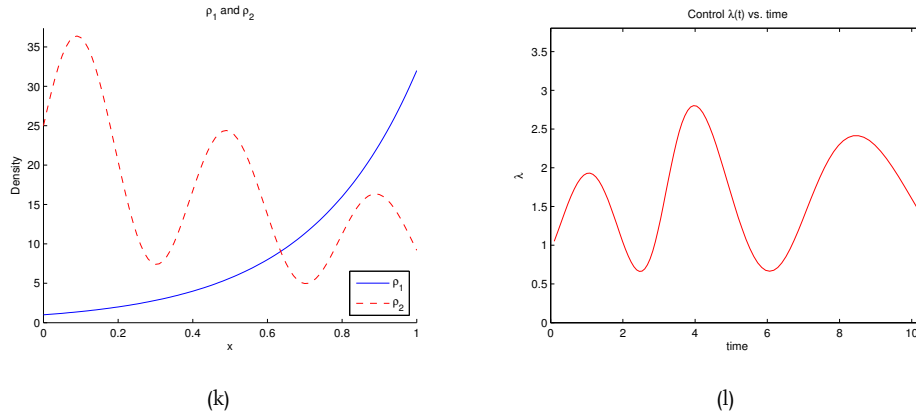 ρ1 and ρ2
Density
35
30
25
20
15
10
5
0
0
0.2
0.4
0.6
0.8
1
x
ρ1
ρ2
(k)
Control λ(t) vs. time
λ
3.5
3
2.5
2
1.5
1
0.5
0
0
2
4
6
8
10
time
(l)